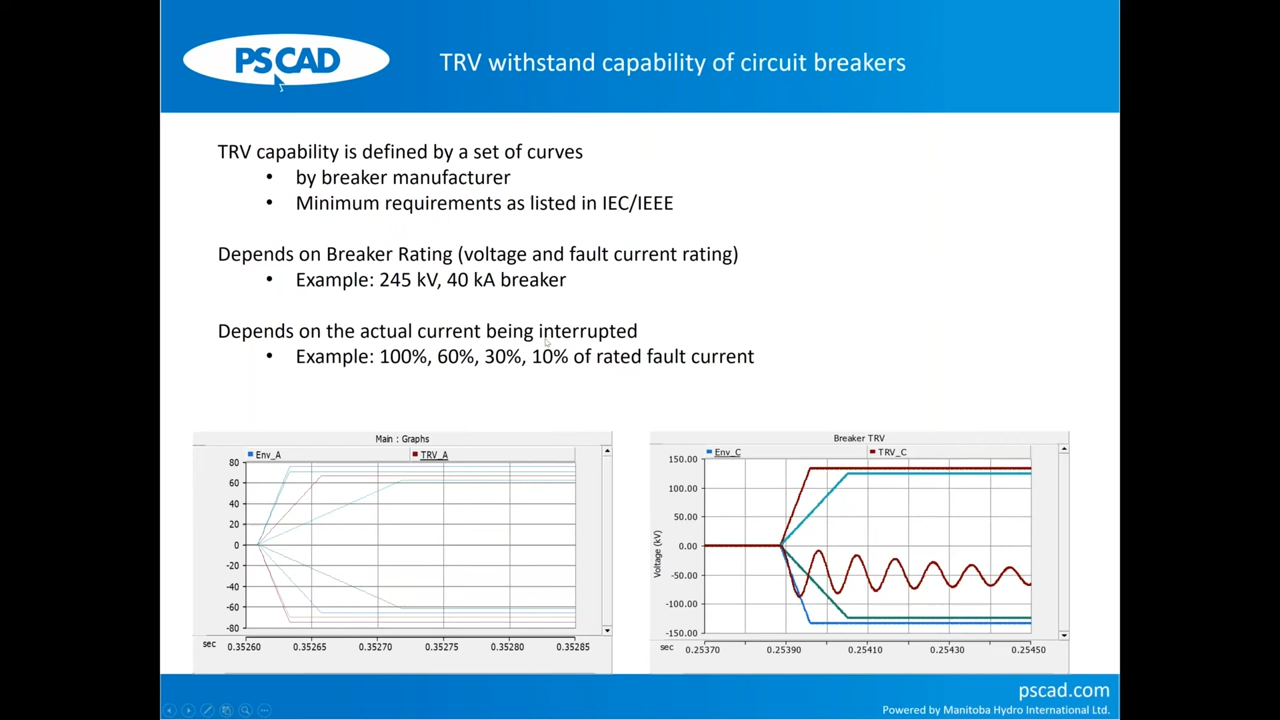 PSCAD
TRV withstand capability of circuit breakers
TRV capability is defined by a set of curves
• by breaker manufacturer
• Minimum requirements as listed in IEC/IEEE
Depends on Breaker Rating (voltage and fault current rating)
• Example: 245 kV, 40 kA breaker
Depends on the actual current being interrupted
• Example: 100%, 60%, 30%, 10% of rated fault current
Main : Graphs
Env_A TRV_A
80
60
40
20
0
-20
-40
-60
-80
sec 0.35260 0.35265 0.35270 0.35275 0.35280 0.35285
Breaker TRV
Env_C TRV_C
Voltage (kV)
150.00
100.00
50.00
0.00
-50.00
-100.00
-150.00
sec 0.25370 0.25390 0.25410 0.25430 0.25450
pscad.com
Powered by Manitoba Hydro International Ltd.